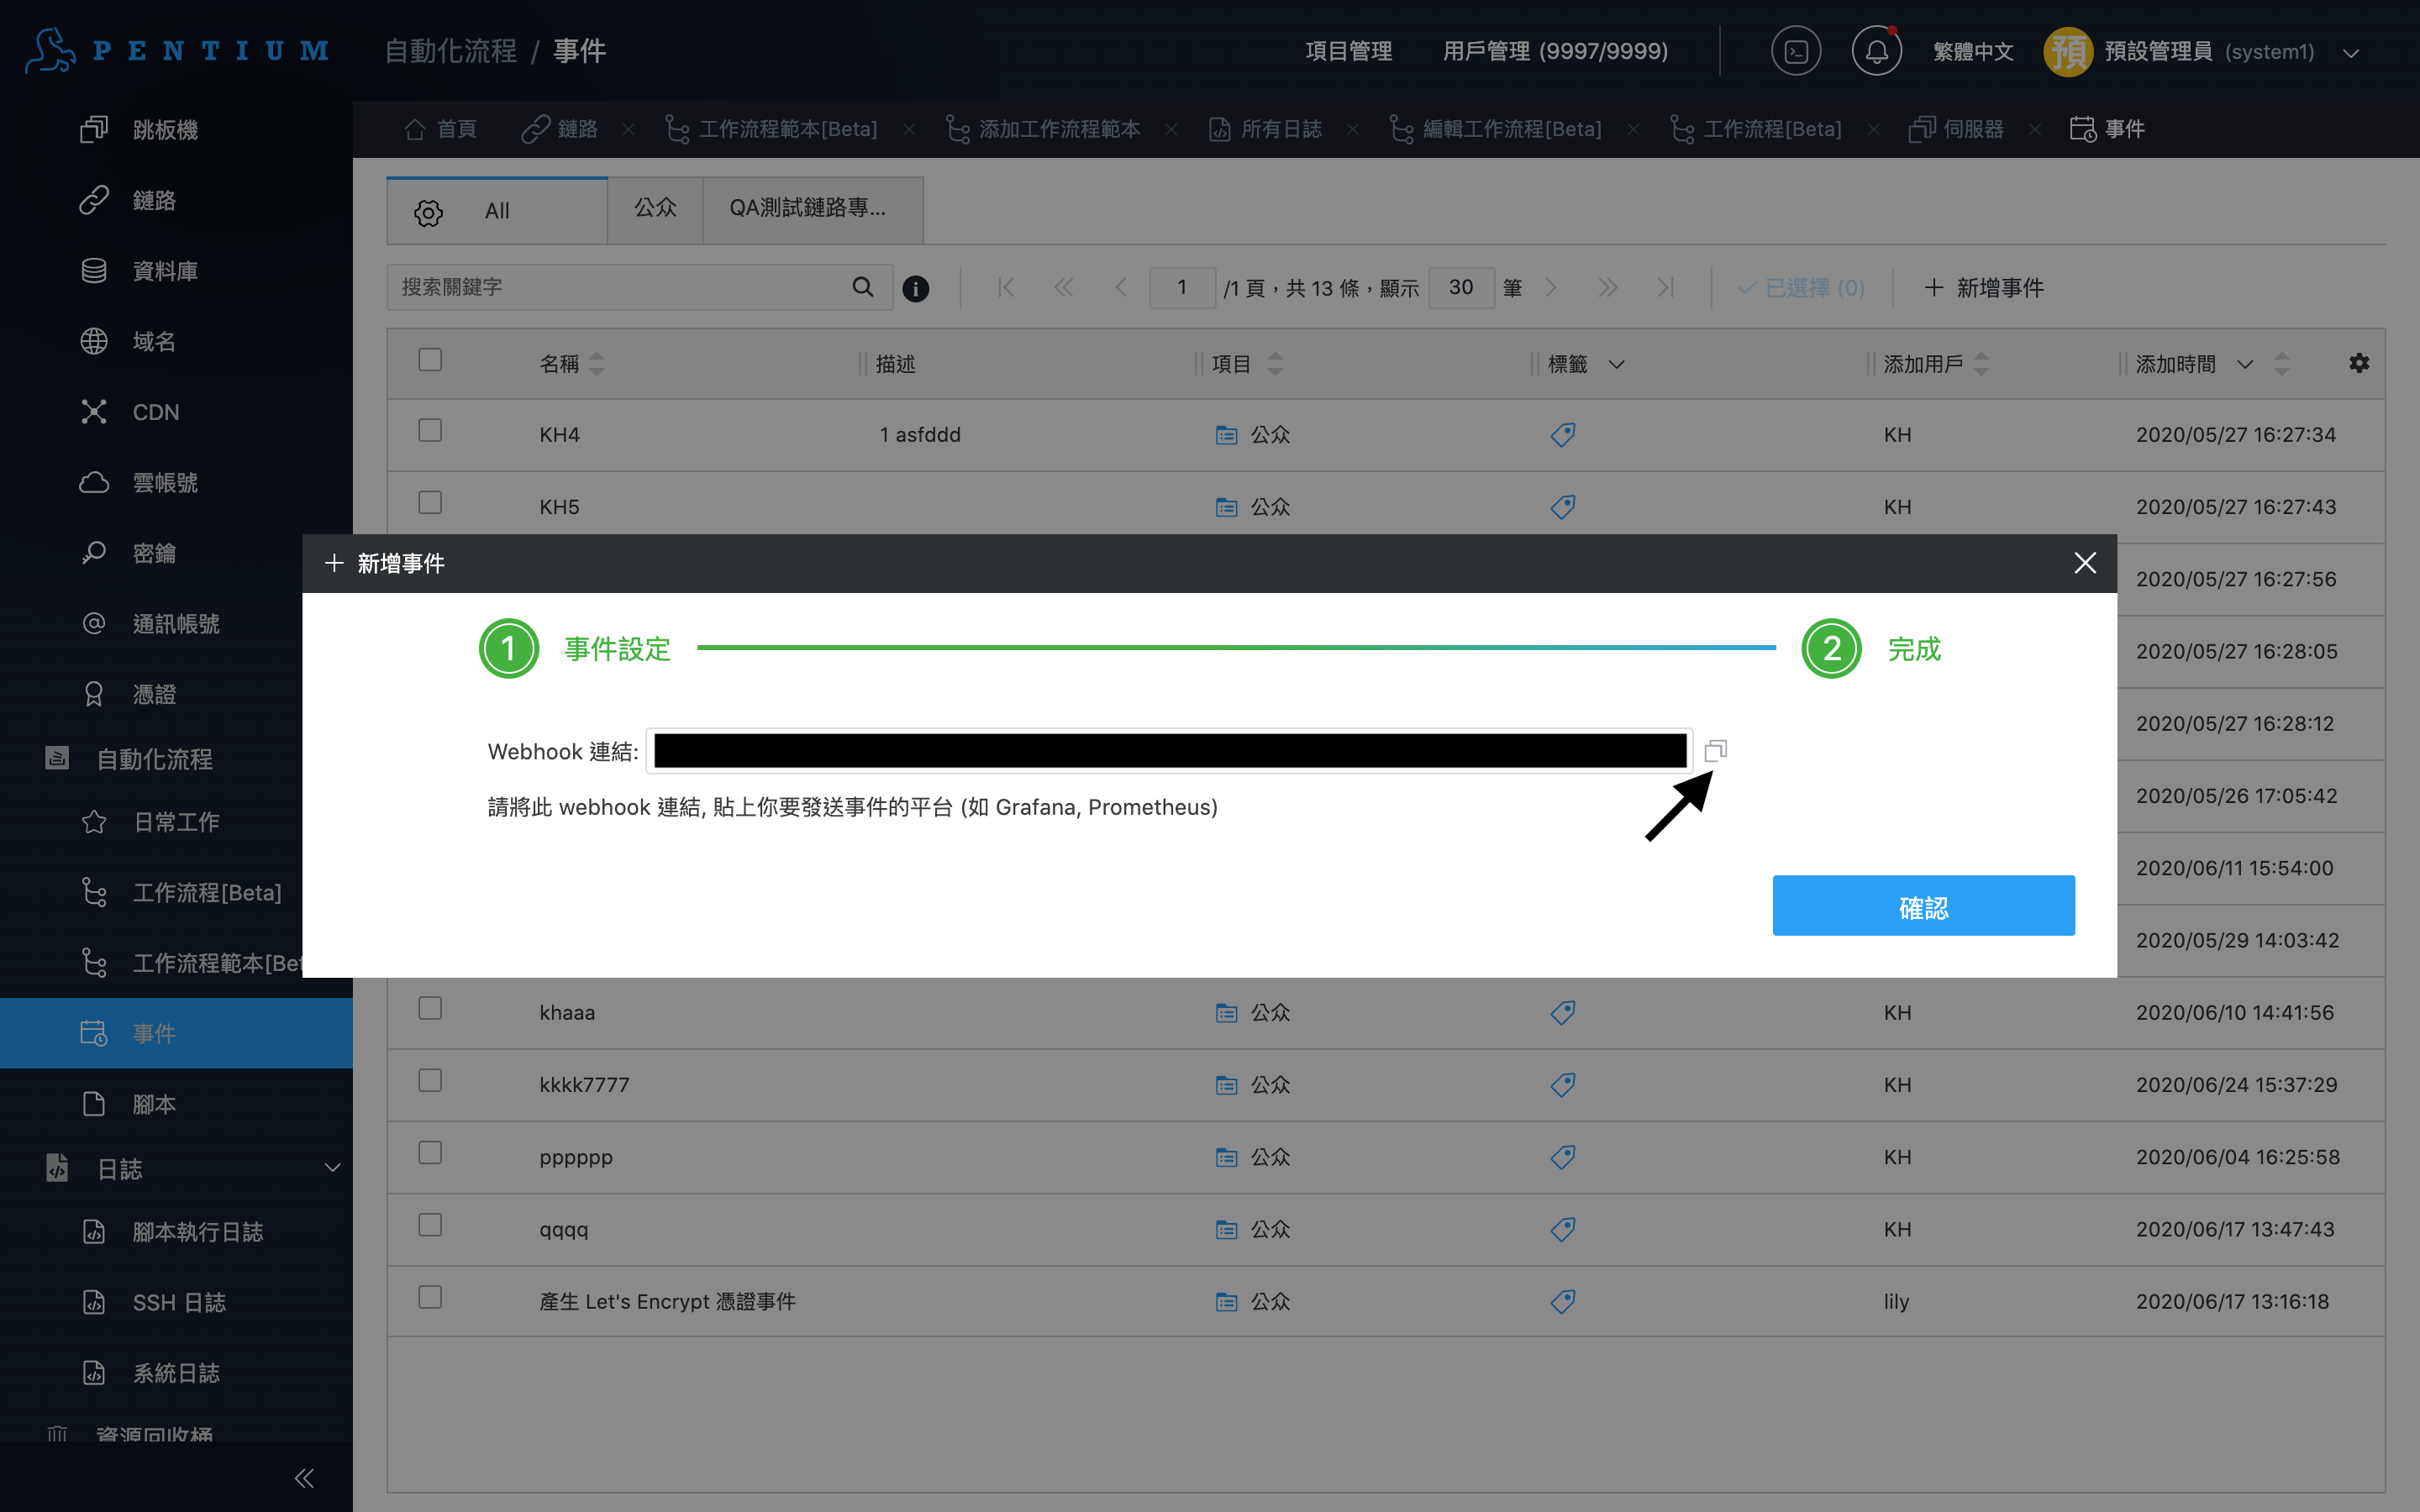 PENTIUM
自動化流程 / 事件
項目管理
用戶管理 (9997/9999)
繁體中文
預
預設管理員 (system1)
跳板機
鏈路
資料庫
域名
CDN
雲帳號
密鑰
通訊帳號
憑證
自動化流程
日常工作
工作流程[Beta]
工作流程範本[Bet
事件
腳本
日誌
腳本執行日誌
SSH 日誌
系統日誌
資源回收桶
首頁
鏈路
工作流程範本[Beta]
添加工作流程範本
所有日誌
編輯工作流程[Beta]
工作流程[Beta]
伺服器
事件
All
公众
QA測試鏈路專...
搜索關鍵字
1 /1 頁，共 13 條，顯示 30 筆
已選擇 (0)
新增事件
名稱 描述 項目 標籤 添加用戶 添加時間
KH4 1 asfddd 公众 KH 2020/05/27 16:27:34
KH5 公众 KH 2020/05/27 16:27:43
2020/05/27 16:27:56
2020/05/27 16:28:05
2020/05/27 16:28:12
2020/05/26 17:05:42
2020/06/11 15:54:00
2020/05/29 14:03:42
新增事件
1 事件設定
2 完成
Webhook 連結:
請將此 webhook 連結, 貼上你要發送事件的平台 (如 Grafana, Prometheus)
確認
khaaa 公众 KH 2020/06/10 14:41:56
kkkk7777 公众 KH 2020/06/24 15:37:29
pppppp 公众 KH 2020/06/04 16:25:58
qqqq 公众 KH 2020/06/17 13:47:43
產生 Let's Encrypt 憑證事件 公众 lily 2020/06/17 13:16:18